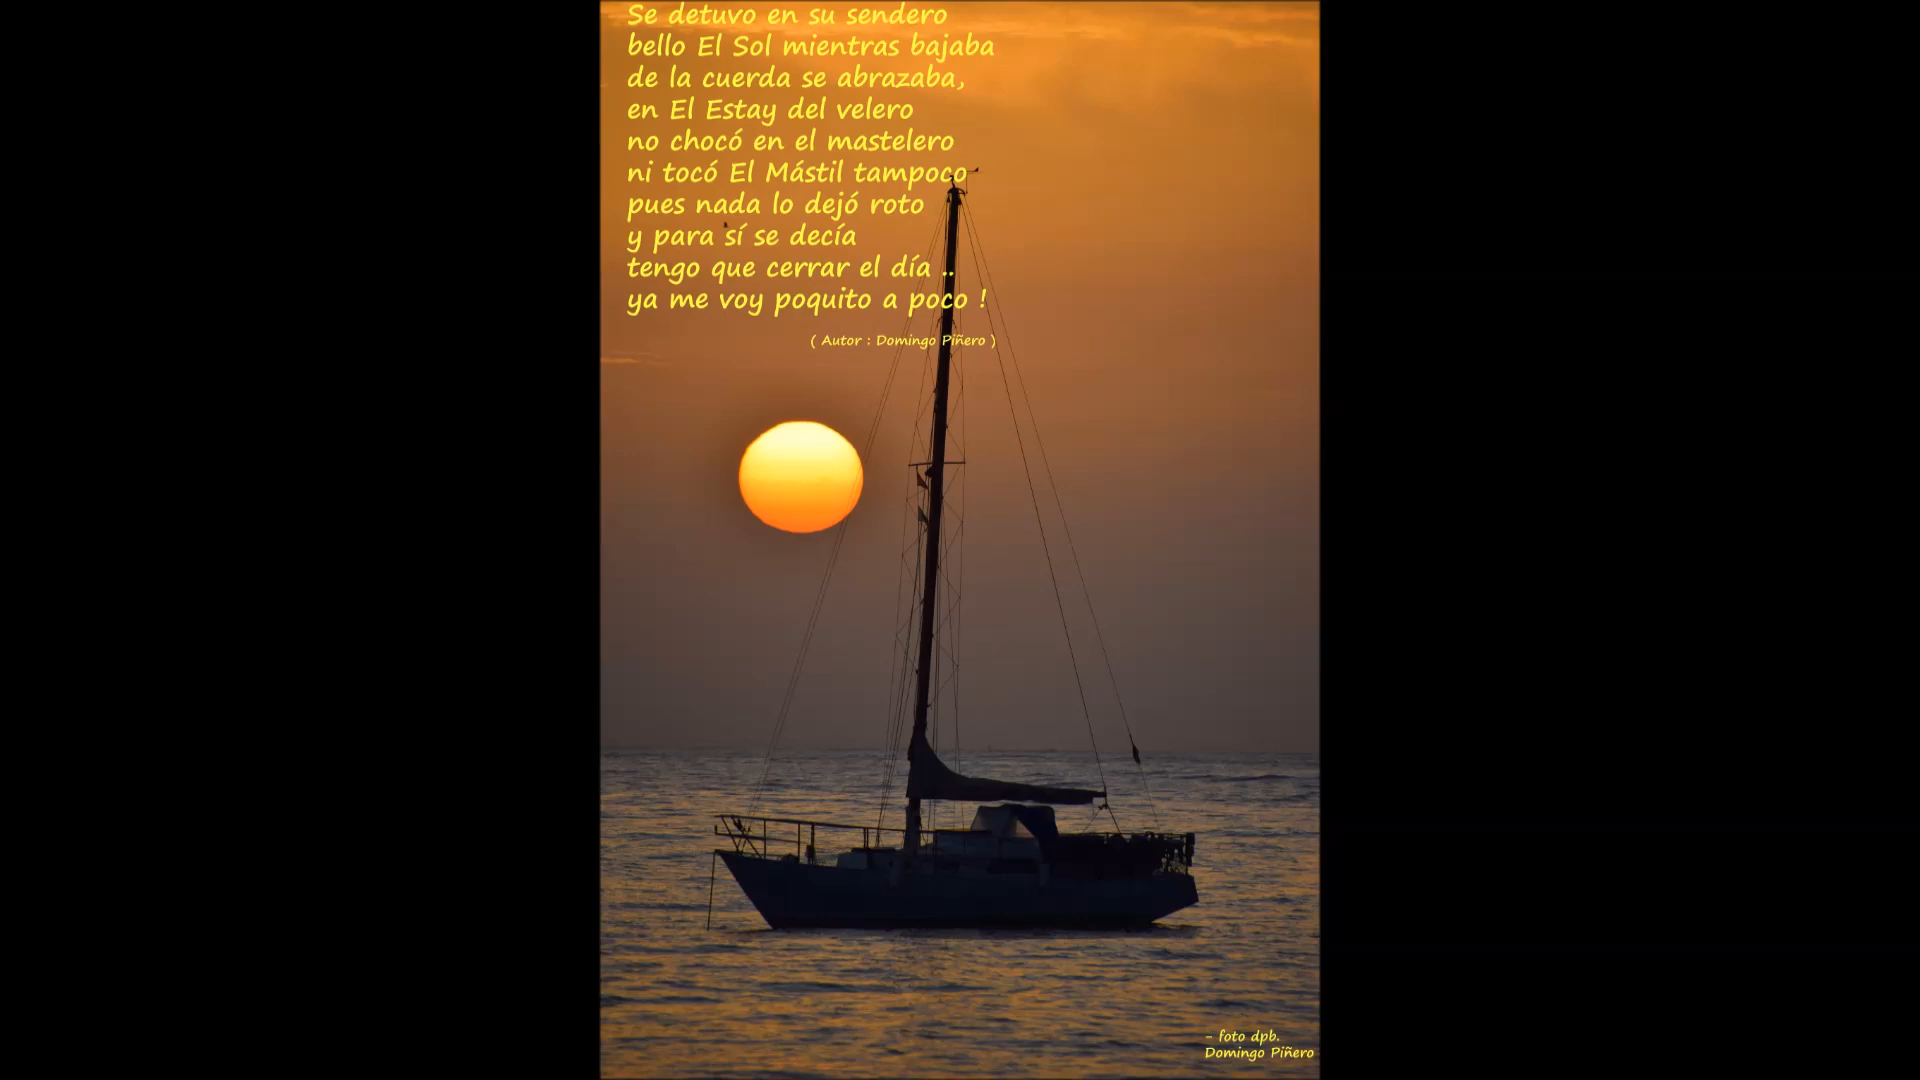 Se detuvo en su sendero
bello El Sol mientras bajaba
de la cuerda se abrazaba,
en El Estay del velero
no chocó en el mastelero
ni tocó El Mástil tampoco
pues nada lo dejó roto
y para sí se decía
tengo que cerrar el día ..
ya me voy poquito a poco !
( Autor : Domingo Piñero )
- foto dpb.
Domingo Piñero